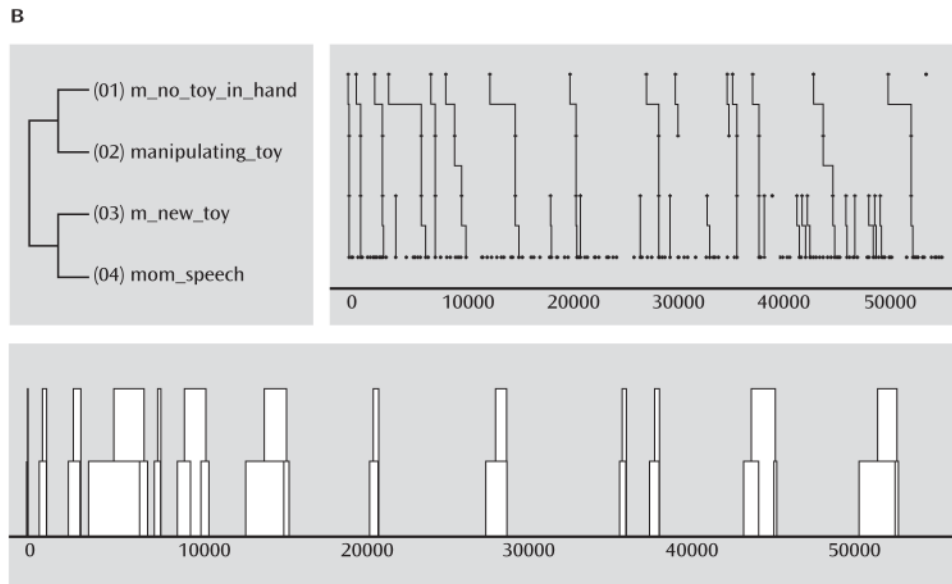 B
(01) m_no_toy_in_hand
(02) manipulating_toy
(03) m_new_toy
(04) mom_speech
0 10000 20000 30000 40000 50000
0 10000 20000 30000 40000 50000